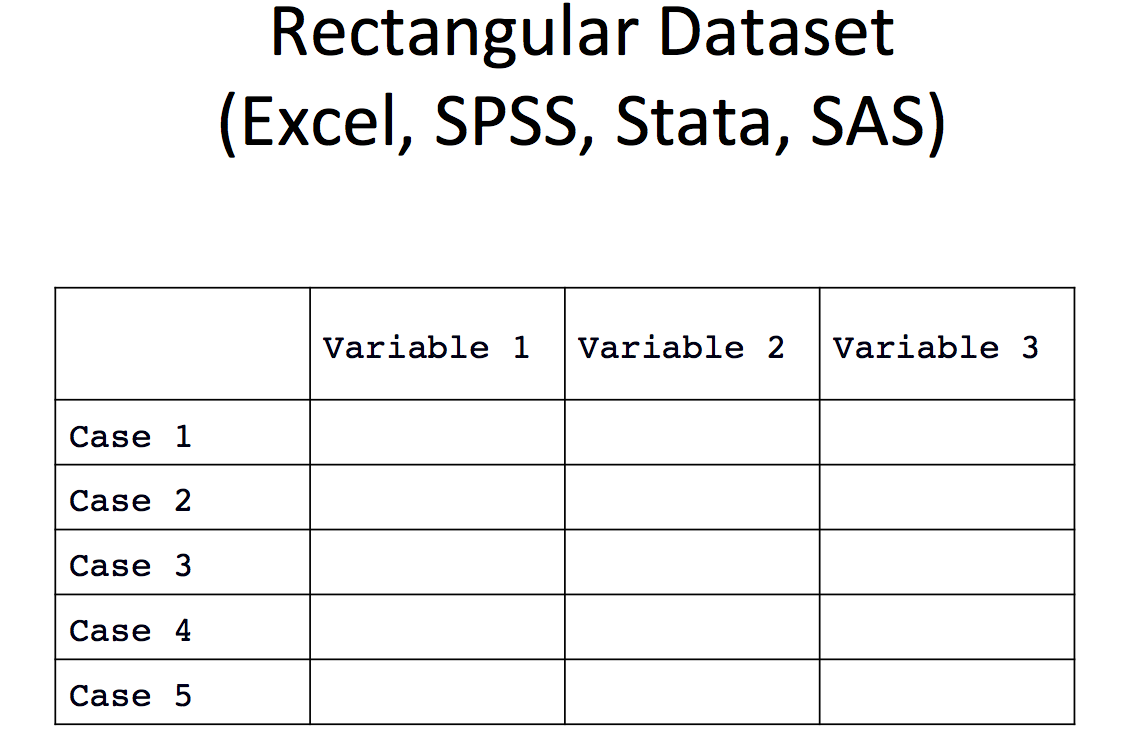 Rectangular Dataset
(Excel, SPSS, Stata, SAS)
Variable 1 Variable 2 Variable 3
Case 1
Case 2
Case 3
Case 4
Case 5